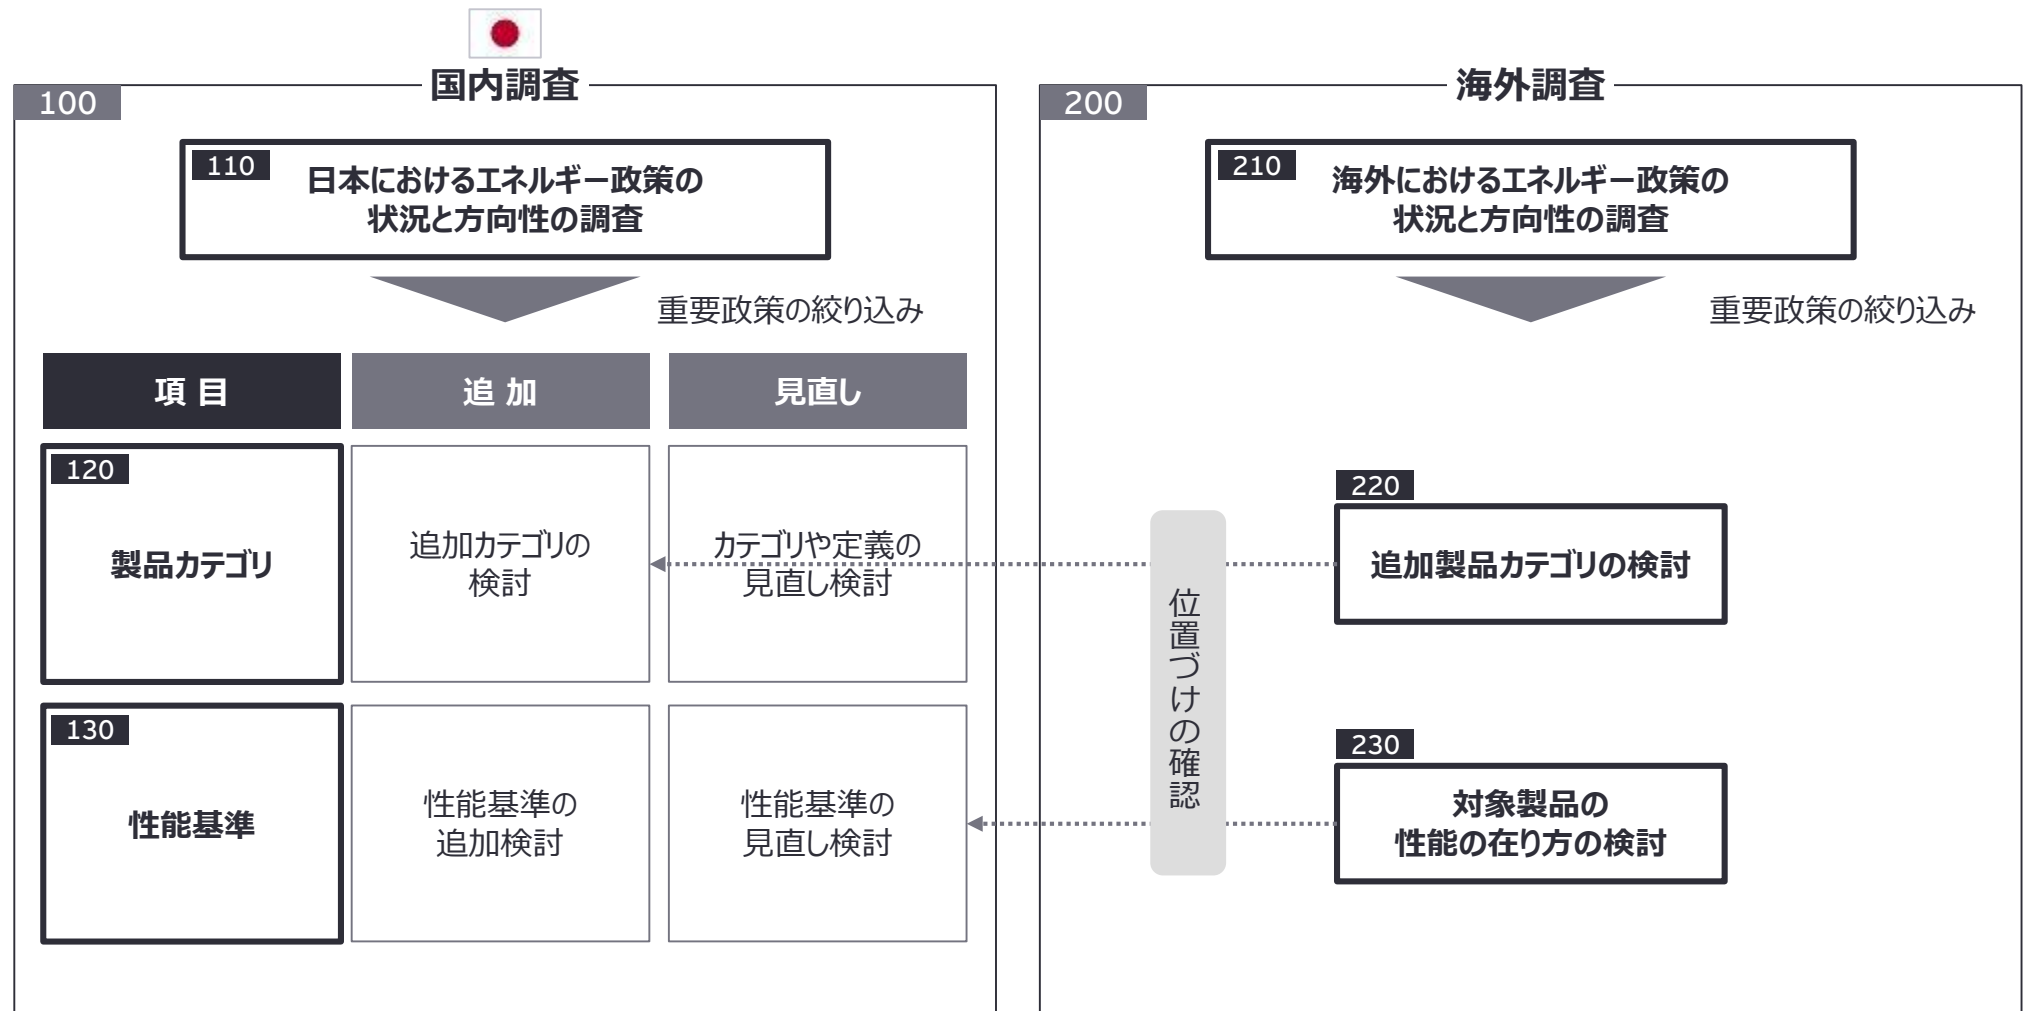 国内調査
100
110
日本におけるエネルギー政策の
状況と方向性の調査
重要政策の絞り込み
項 目
追 加
見直し
120
製品カテゴリ
追加カテゴリの
検討
カテゴリや定義の
見直し検討
130
性能基準
性能基準の
追加検討
性能基準の
見直し検討
海外調査
200
210
海外におけるエネルギー政策の
状況と方向性の調査
重要政策の絞り込み
位置づけの確認
220
追加製品カテゴリの検討
230
対象製品の
性能の在り方の検討